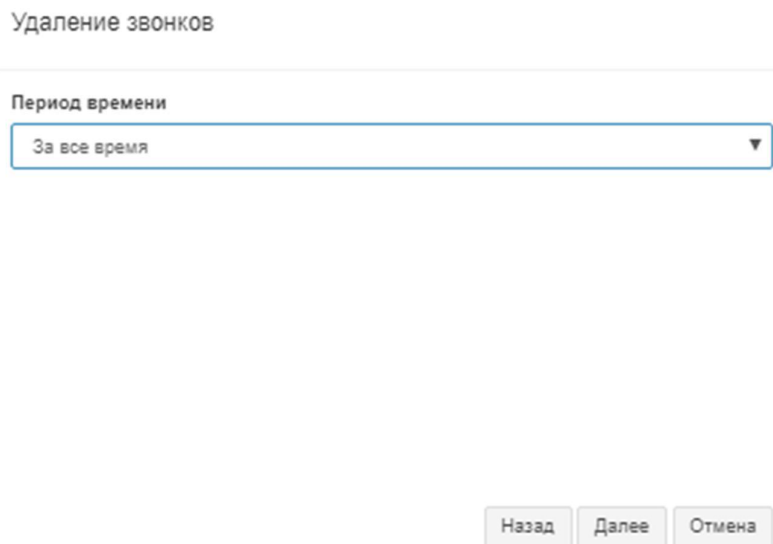 Удаление звонков
Период времени
За все время
Назад Далее Отмена